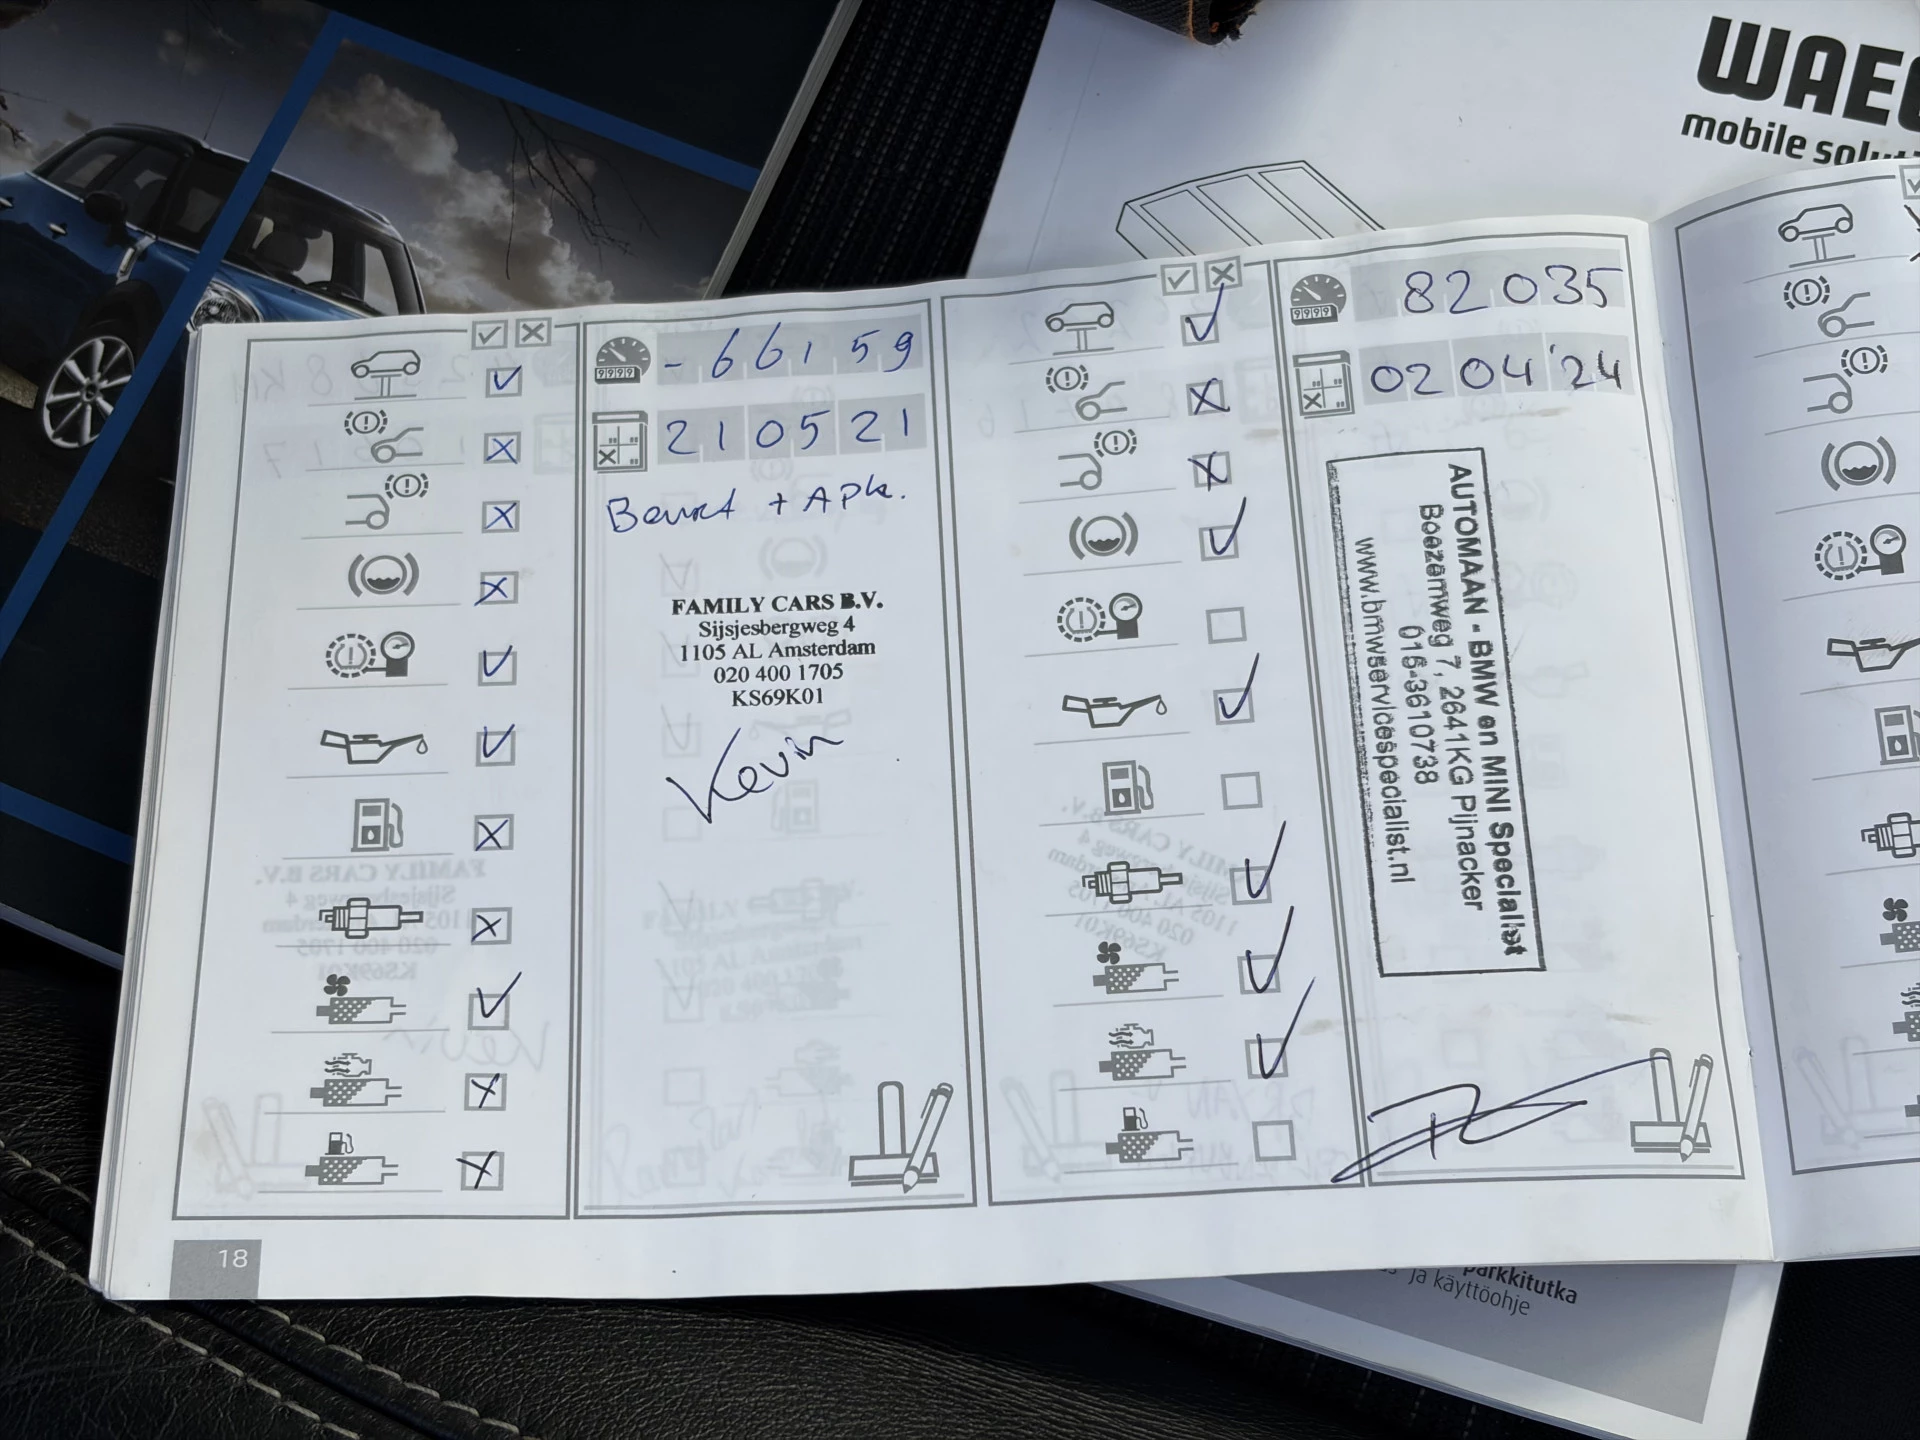 WAEC
mobile soluti
- 66159
210521
Beurt + APk.
FAMILY CARS B.V.
Sijsjesbergweg 4
1105 AL Amsterdam
020 400 1705
KS69K01
Kevin
82035
02 04 '24
AUTOMAAN - BMW en MINI Specialist
Boezemweg 7, 2641KG Pijnacker
015-3610738
www.bmwservicespecialist.nl
18
parkkitutka
ja käyttöohje